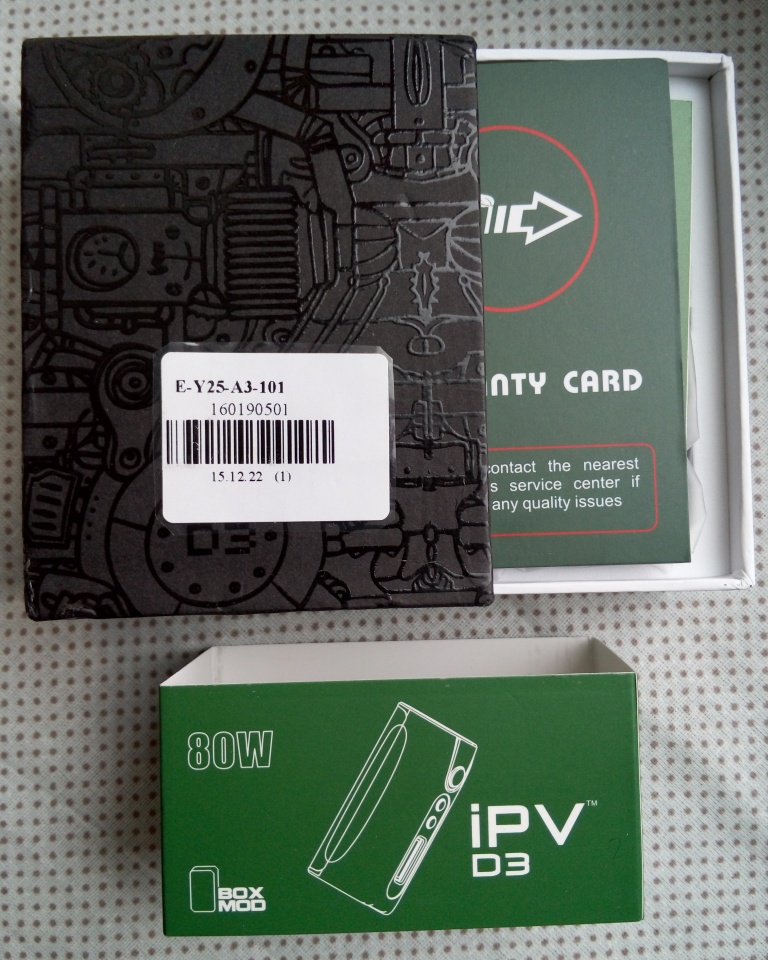 E-Y25-A3-101
160190501
15.12.22 (1)
D3
NTY CARD
contact the nearest
s service center if
any quality issues
80W
iPV™
D3
BOX
MOD